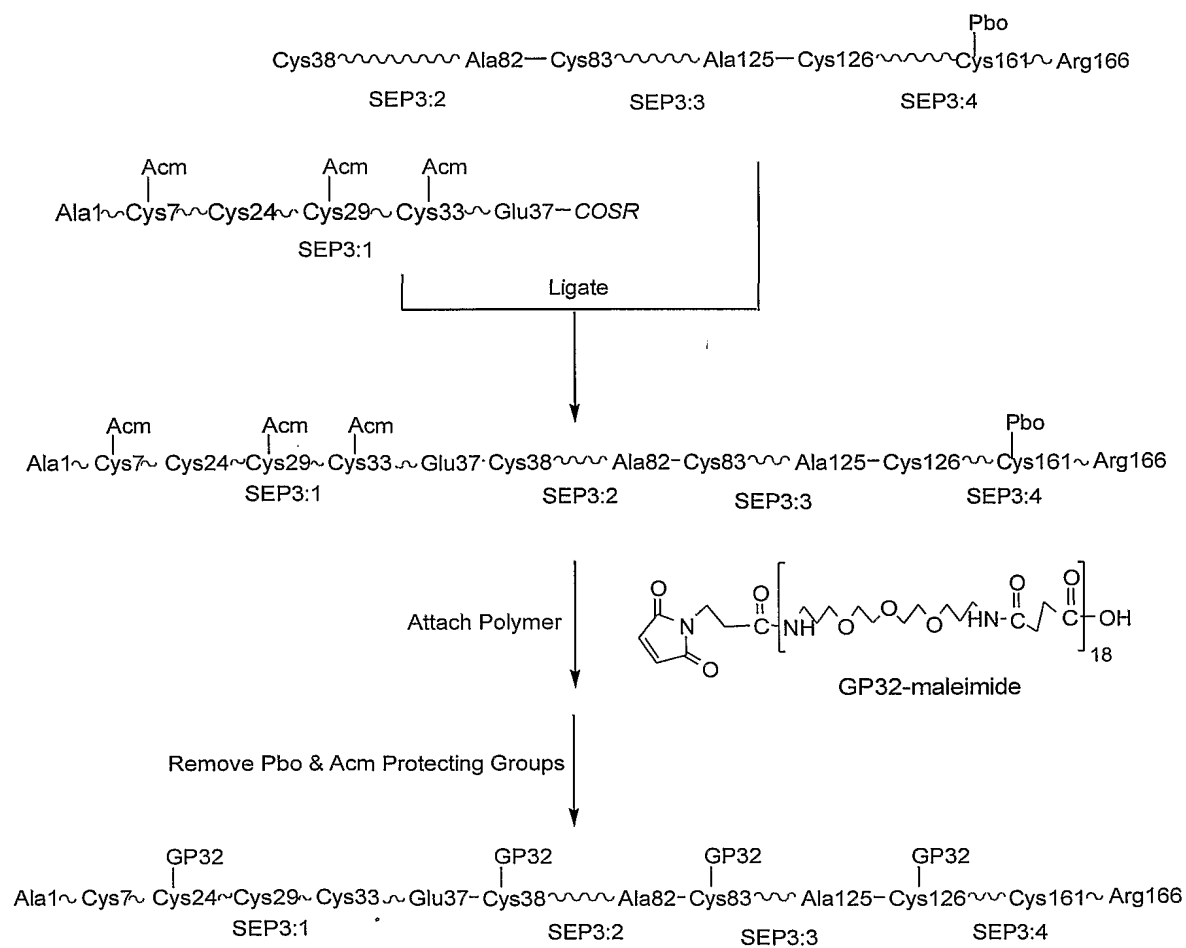 Pbo
Cys38 Ala82 Cys83 Ala125 Cys126 Cys161 Arg166
SEP3:2 SEP3:3 SEP3:4
Acm Acm Acm
Ala1 Cys7 Cys24 Cys29 Cys33 Glu37 COSR
SEP3:1
Ligate
Acm Acm Acm Pbo
Ala1 Cys7 Cys24 Cys29 Cys33 Glu37 Cys38 Ala82 Cys83 Ala125 Cys126 Cys161 Arg166
SEP3:1 SEP3:2 SEP3:3 SEP3:4
Attach Polymer
O O N O C NH O O O HN C O C O OH
18
GP32-maleimide
Remove Pbo & Acm Protecting Groups
GP32 GP32 GP32 GP32
Ala1 Cys7 Cys24 Cys29 Cys33 Glu37 Cys38 Ala82 Cys83 Ala125 Cys126 Cys161 Arg166
SEP3:1 SEP3:2 SEP3:3 SEP3:4